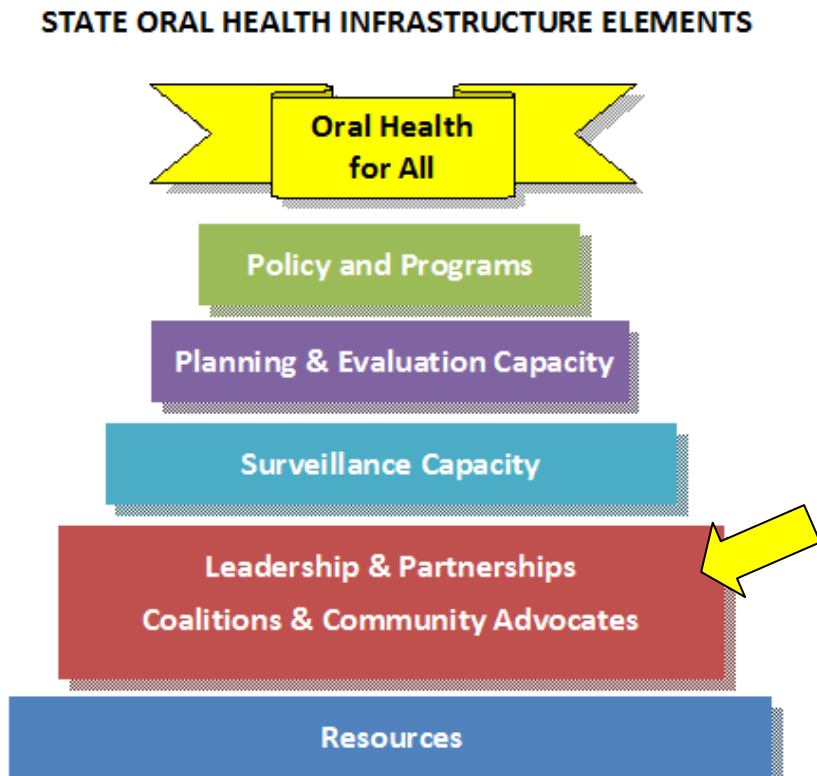 STATE ORAL HEALTH INFRASTRUCTURE ELEMENTS
Oral Health
for All
Policy and Programs
Planning & Evaluation Capacity
Surveillance Capacity
Leadership & Partnerships
Coalitions & Community Advocates
Resources